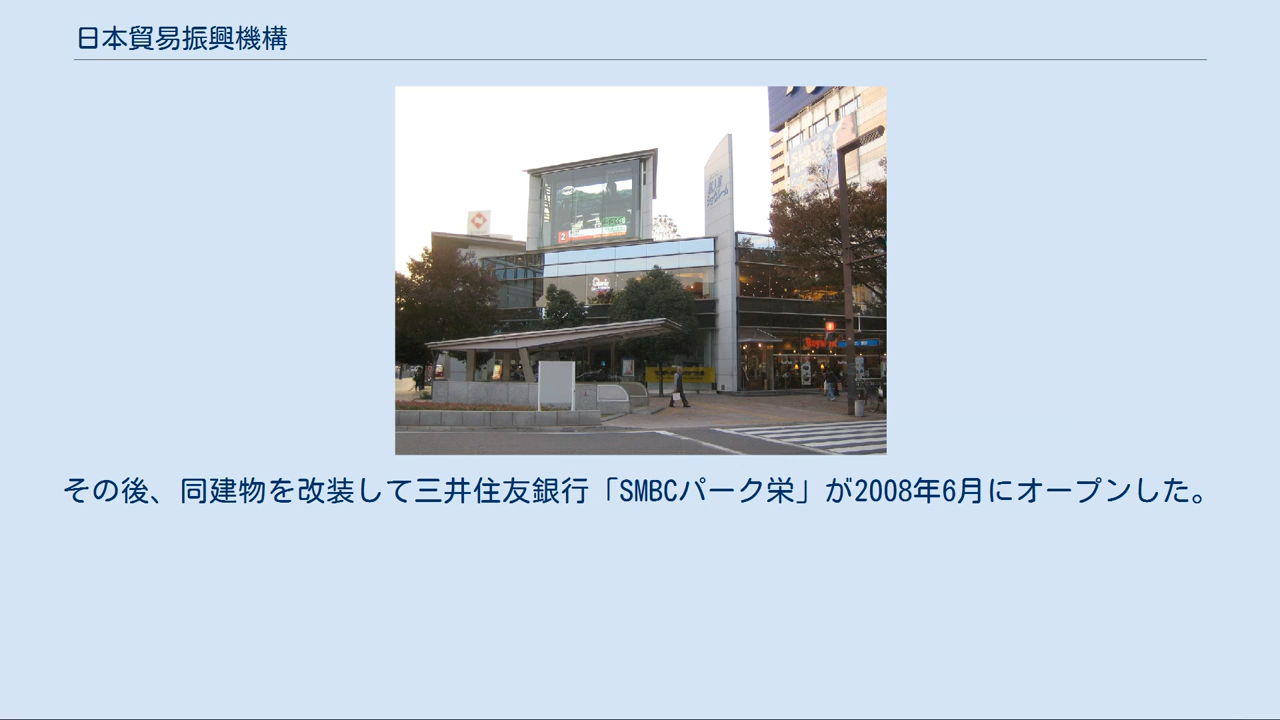 日本貿易振興機構
2
その後、同建物を改装して三井住友銀行「SMBCパーク栄」が2008年6月にオープンした。